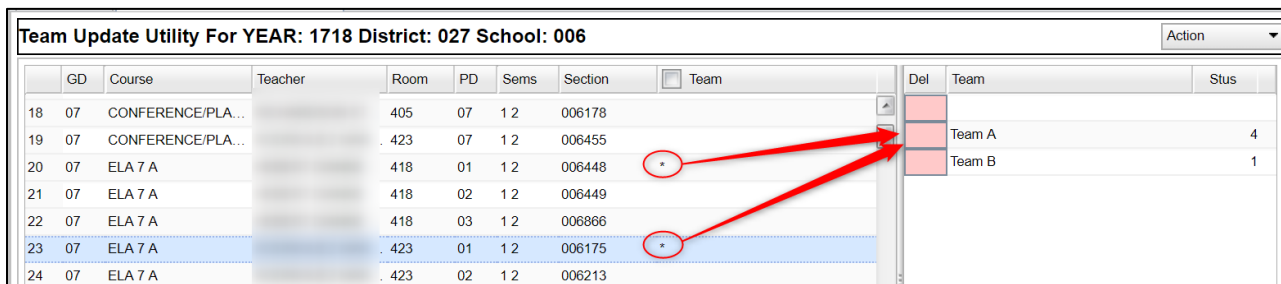 Team Update Utility For YEAR: 1718 District: 027 School: 006 Action
GD Course Teacher Room PD Sems Section Team Del Team Stus
18 07 CONFERENCE/PLA... 405 07 1 2 006178
19 07 CONFERENCE/PLA... . 423 07 1 2 006455 Team A 4
20 07 ELA 7 A 418 01 1 2 006448 * Team B 1
21 07 ELA 7 A 418 02 1 2 006449
22 07 ELA 7 A 418 03 1 2 006866
23 07 ELA 7 A . 423 01 1 2 006175 *
24 07 ELA 7 A . 423 02 1 2 006213